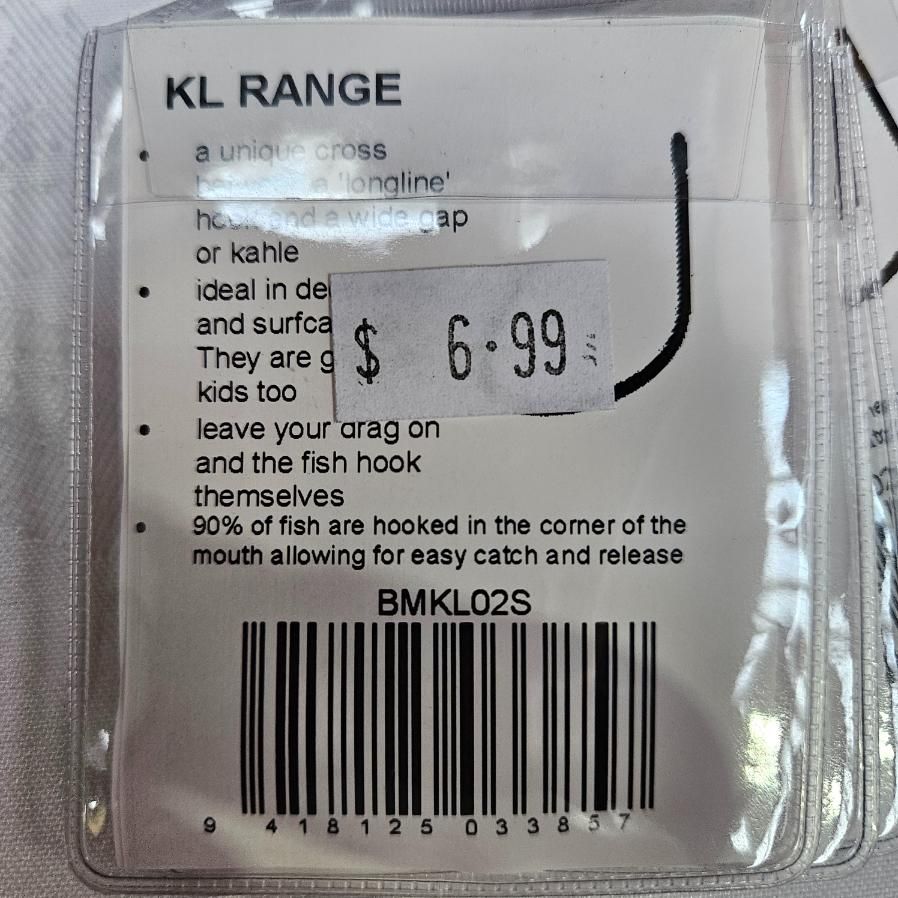 KL RANGE
a unique cross
between a 'longline'
hook and a wide gap
or kahle
ideal in de
and surfca
They are g
kids too
$ 6.99
leave your drag on
and the fish hook
themselves
90% of fish are hooked in the corner of the
mouth allowing for easy catch and release
BMKL02S
9 418125 033857